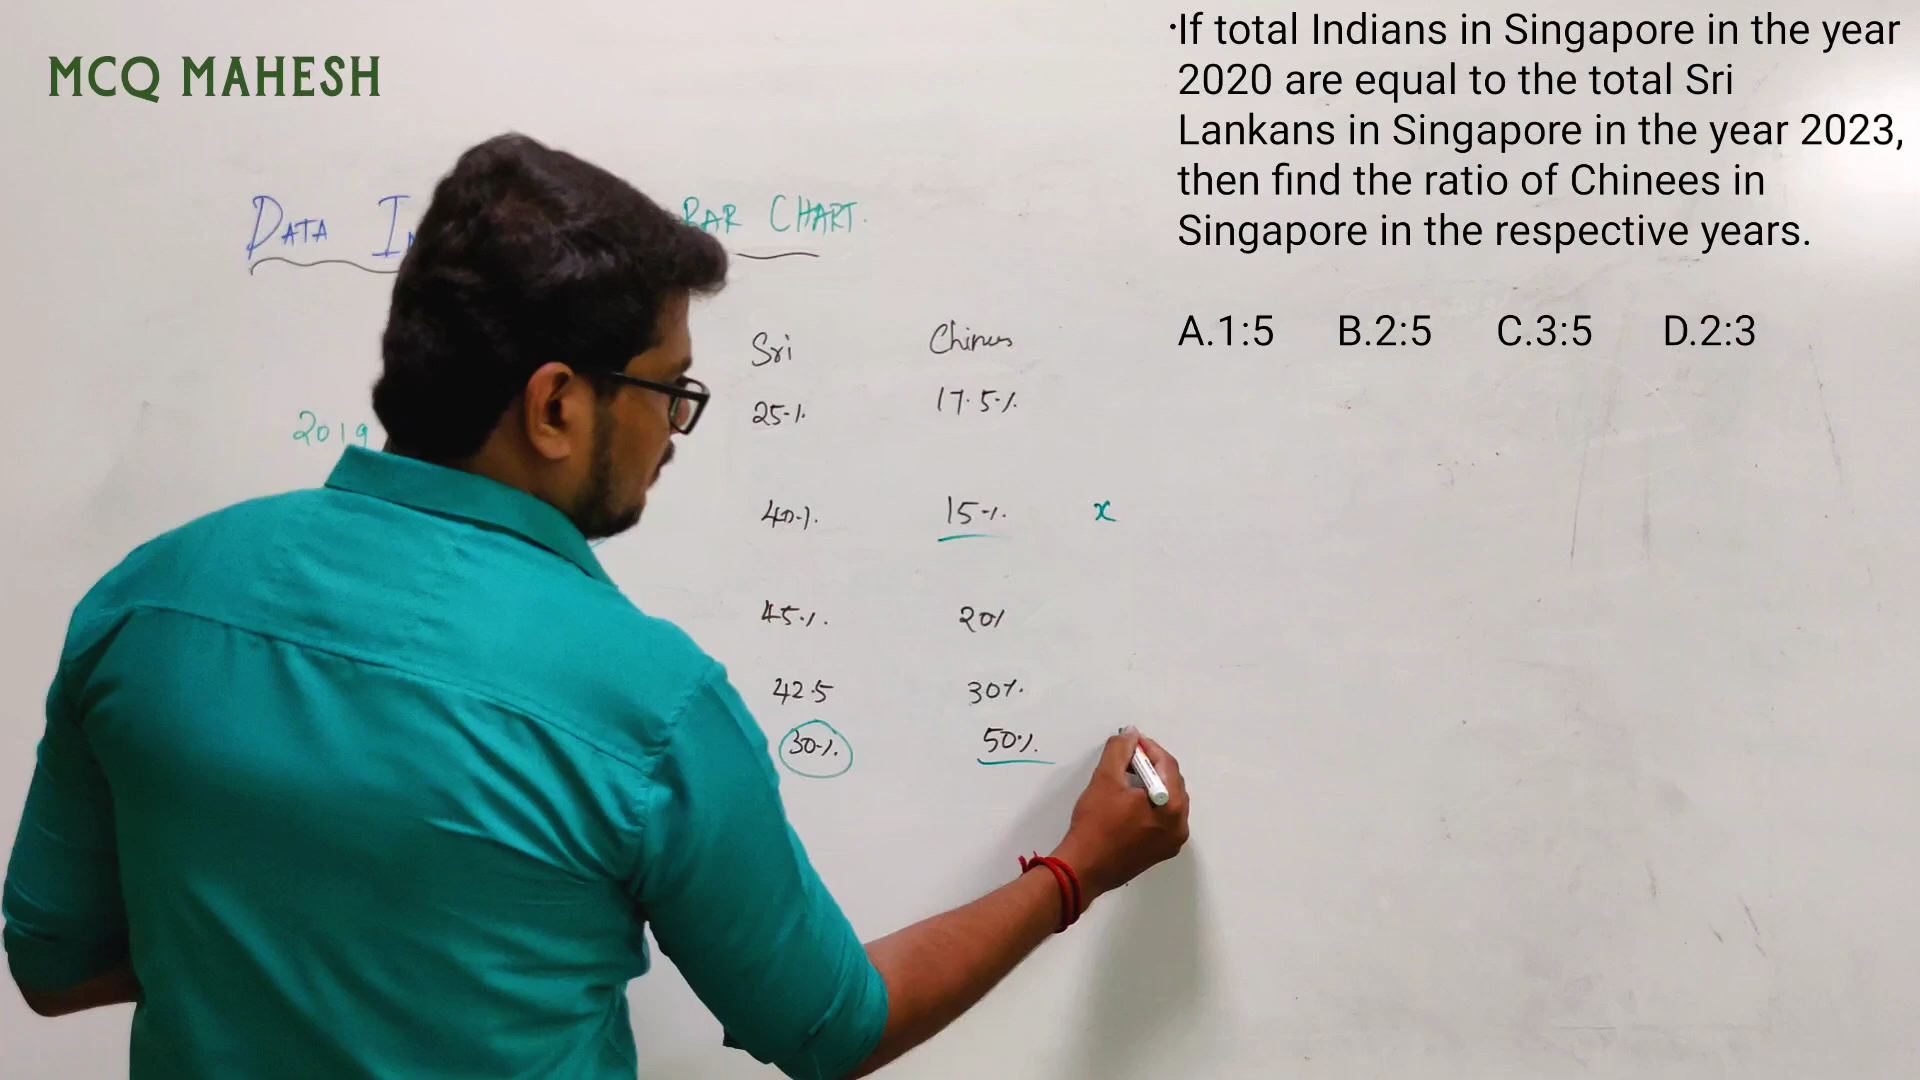 MCQ MAHESH
·If total Indians in Singapore in the year
2020 are equal to the total Sri
Lankans in Singapore in the year 2023,
then find the ratio of Chinees in
Singapore in the respective years.
A.1:5 B.2:5 C.3:5 D.2:3
DATA BAR CHART.
Sri Chinees
2019 25% 17.5%
40% 15% x
45% 20%
42.5 30%
30% 50%